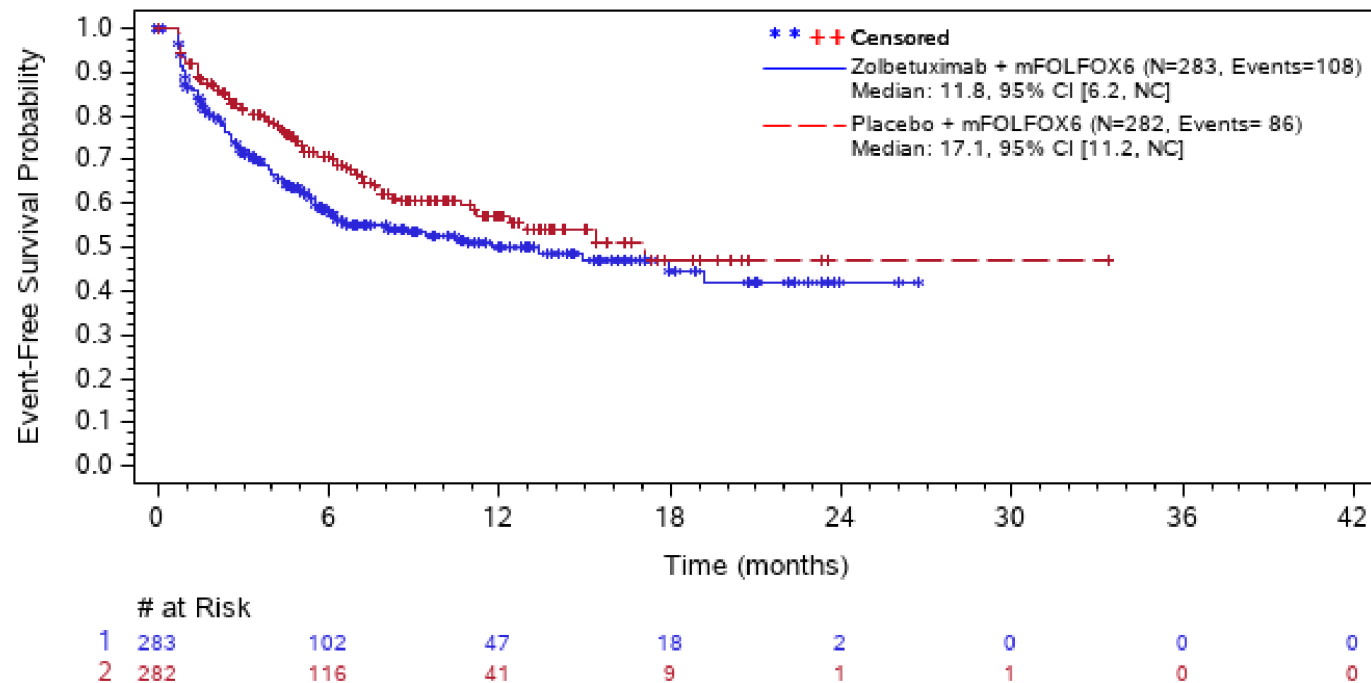 Event-Free Survival Probability
1.0
0.9
0.8
0.7
0.6
0.5
0.4
0.3
0.2
0.1
0.0
** ++ Censored
Zolbetuximab + mFOLFOX6 (N=283, Events=108)
Median: 11.8, 95% CI [6.2, NC]
Placebo + mFOLFOX6 (N=282, Events= 86)
Median: 17.1, 95% CI [11.2, NC]
0 6 12 18 24 30 36 42
Time (months)
# at Risk
1 283 102 47 18 2 0 0 0
2 282 116 41 9 1 1 0 0